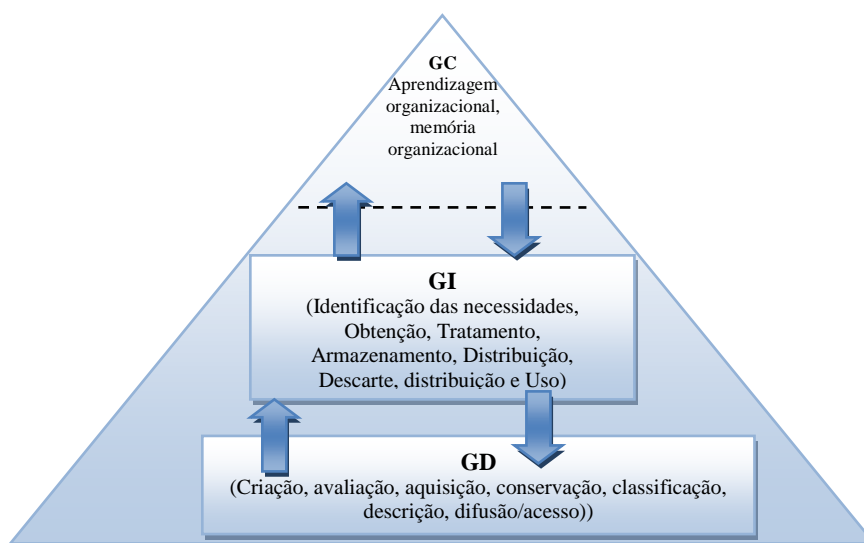 GC
Aprendizagem
organizacional,
memória
organizacional
GI
(Identificação das necessidades,
Obtenção, Tratamento,
Armazenamento, Distribuição,
Descarte, distribuição e Uso)
GD
(Criação, avaliação, aquisição, conservação, classificação,
descrição, difusão/acesso))